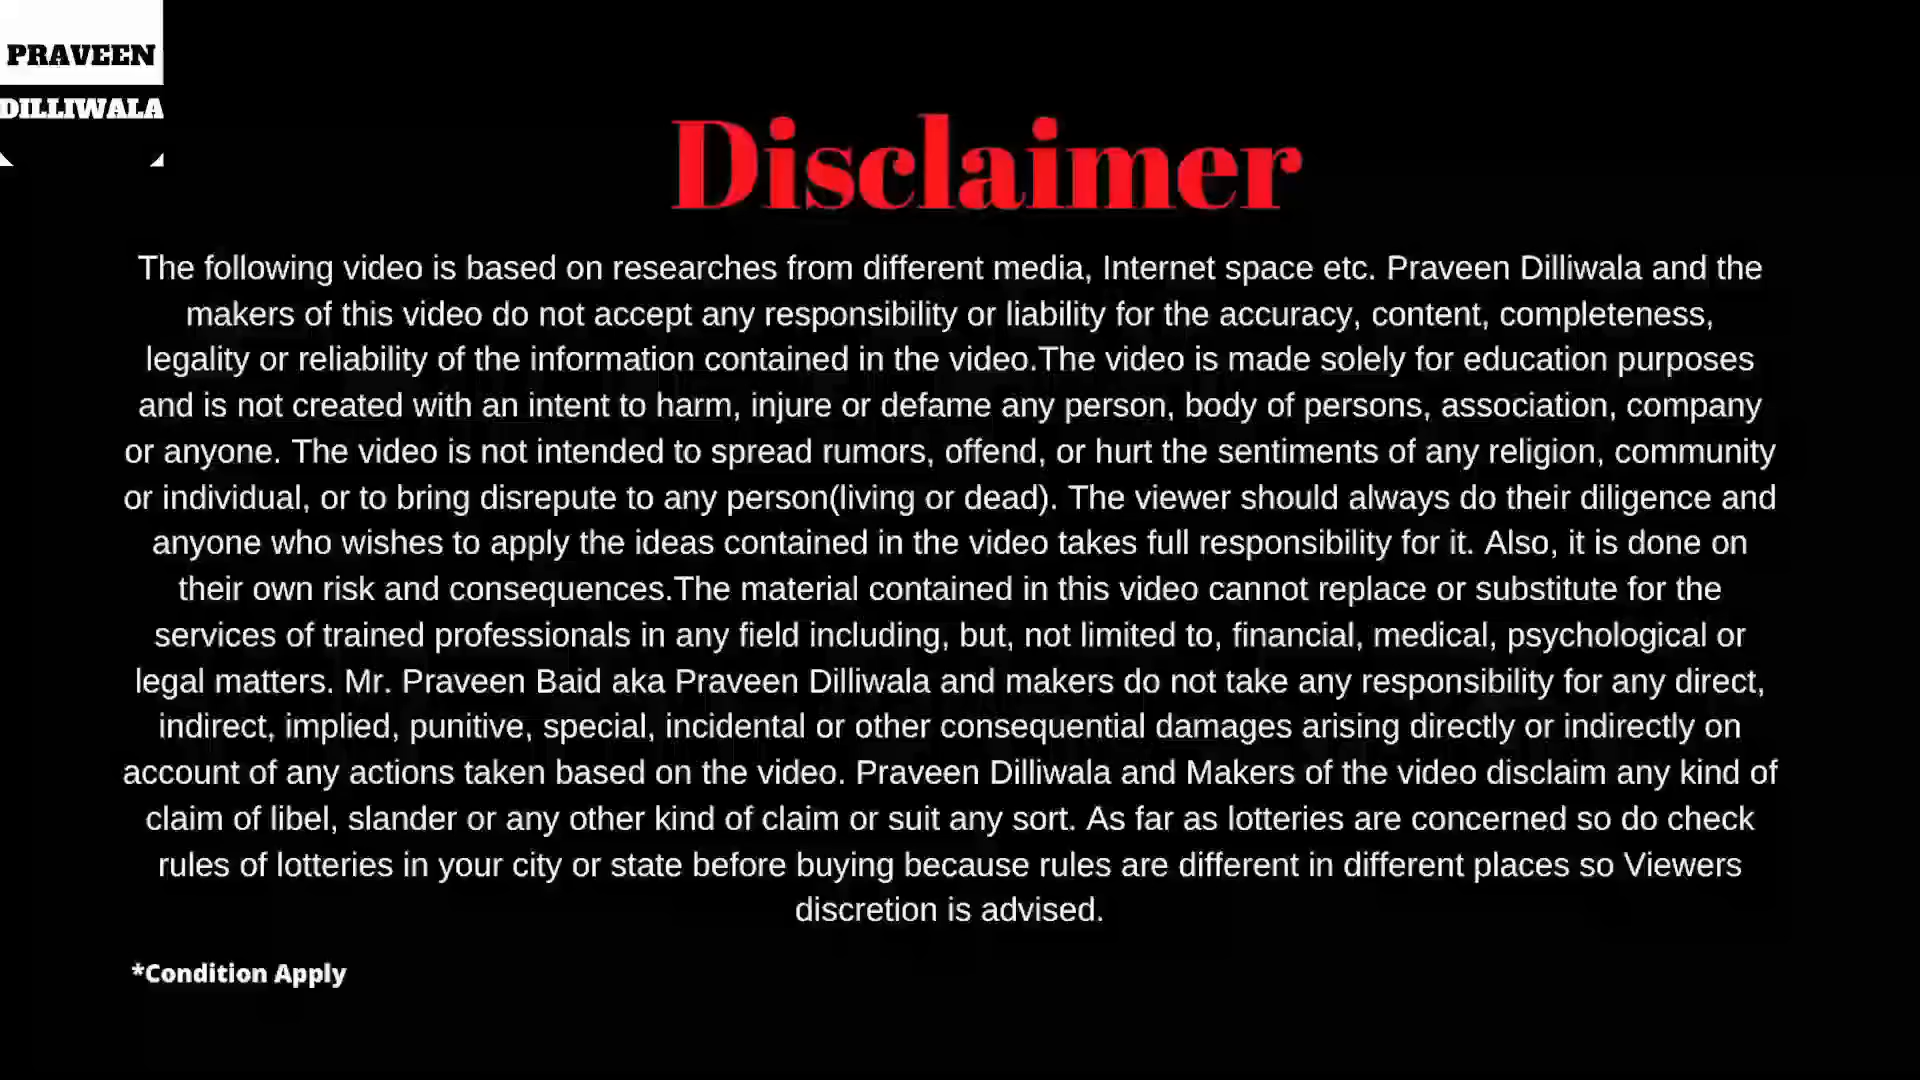 PRAVEEN
DILLIWALA
Disclaimer
The following video is based on researches from different media, Internet space etc. Praveen Dilliwala and the
makers of this video do not accept any responsibility or liability for the accuracy, content, completeness,
legality or reliability of the information contained in the video.The video is made solely for education purposes
and is not created with an intent to harm, injure or defame any person, body of persons, association, company
or anyone. The video is not intended to spread rumors, offend, or hurt the sentiments of any religion, community
or individual, or to bring disrepute to any person(living or dead). The viewer should always do their diligence and
anyone who wishes to apply the ideas contained in the video takes full responsibility for it. Also, it is done on
their own risk and consequences.The material contained in this video cannot replace or substitute for the
services of trained professionals in any field including, but, not limited to, financial, medical, psychological or
legal matters. Mr. Praveen Baid aka Praveen Dilliwala and makers do not take any responsibility for any direct,
indirect, implied, punitive, special, incidental or other consequential damages arising directly or indirectly on
account of any actions taken based on the video. Praveen Dilliwala and Makers of the video disclaim any kind of
claim of libel, slander or any other kind of claim or suit any sort. As far as lotteries are concerned so do check
rules of lotteries in your city or state before buying because rules are different in different places so Viewers
discretion is advised.
*Condition Apply